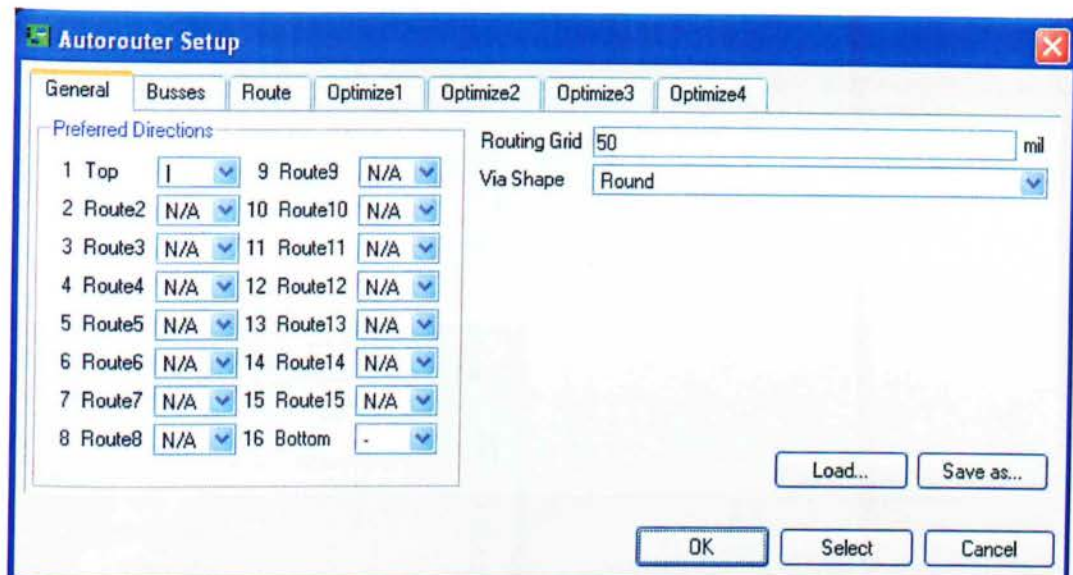 Autorouter Setup
General Busses Route Optimize1 Optimize2 Optimize3 Optimize4
Preferred Directions
1 Top | 9 Route9 N/A
2 Route2 N/A 10 Route10 N/A
3 Route3 N/A 11 Route11 N/A
4 Route4 N/A 12 Route12 N/A
5 Route5 N/A 13 Route13 N/A
6 Route6 N/A 14 Route14 N/A
7 Route7 N/A 15 Route15 N/A
8 Route8 N/A 16 Bottom -
Routing Grid 50 mil
Via Shape Round
Load... Save as...
OK Select Cancel